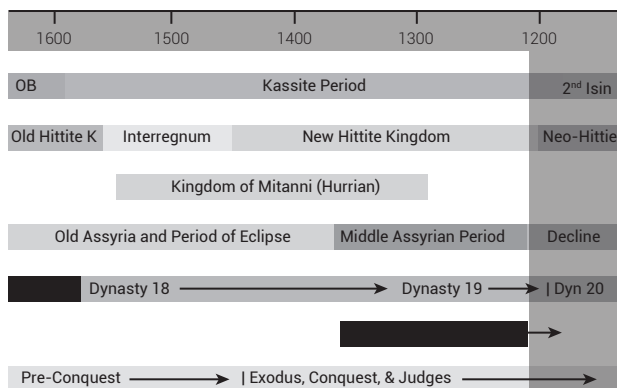 1600 1500 1400 1300 1200
OB Kassite Period 2nd Isin
Old Hittite K Interregnum New Hittite Kingdom Neo-Hittie
Kingdom of Mitanni (Hurrian)
Old Assyria and Period of Eclipse Middle Assyrian Period Decline
Dynasty 18 Dynasty 19 | Dyn 20
Pre-Conquest | Exodus, Conquest, & Judges